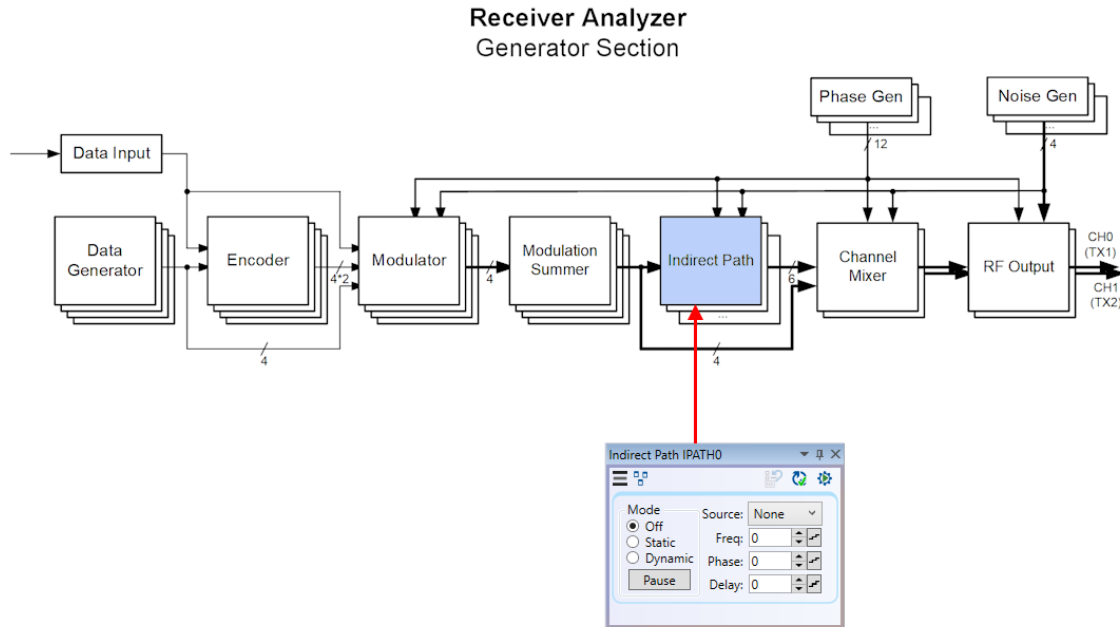 Receiver Analyzer
Generator Section
Phase Gen
...
12
Noise Gen
...
4
Data Input
Data
Generator
Encoder
4*2
Modulator
4
Modulation
Summer
Indirect Path
...
6
Channel
Mixer
RF Output
CH0
(TX1)
CH1
(TX2)
4
4
Indirect Path IPATH0
Mode
Off
Static
Dynamic
Pause
Source: None
Freq: 0
Phase: 0
Delay: 0